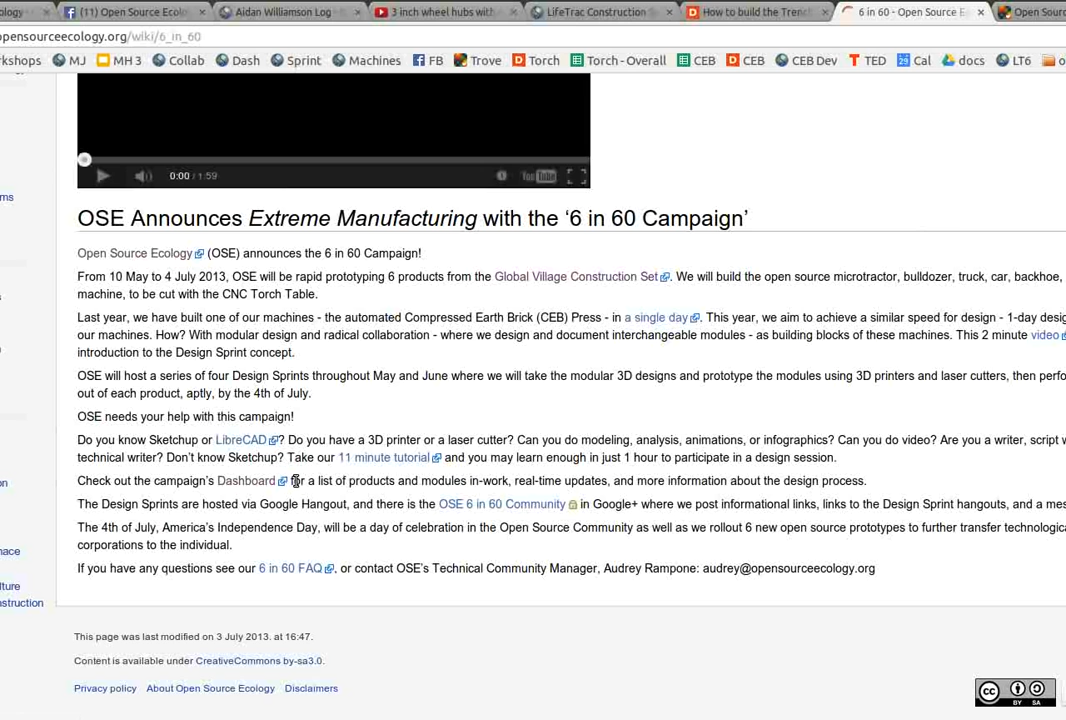 ology
(11) Open Source Ecolo
Aidan Williamson Log
3 inch wheel hubs with
LifeTrac Construction
How to build the Trenc
6 in 60 - Open Source E
Open Sour
opensourceecology.org/wiki/6_in_60
rkshops MJ MH 3 Collab Dash Sprint Machines FB Trove Torch Torch - Overall CEB CEB CEB Dev TED Cal docs LT6 o
0:00 / 1:59
You Tube
OSE Announces Extreme Manufacturing with the ‘6 in 60 Campaign’
Open Source Ecology (OSE) announces the 6 in 60 Campaign!
From 10 May to 4 July 2013, OSE will be rapid prototyping 6 products from the Global Village Construction Set. We will build the open source microtractor, bulldozer, truck, car, backhoe,
machine, to be cut with the CNC Torch Table.
Last year, we have built one of our machines - the automated Compressed Earth Brick (CEB) Press - in a single day. This year, we aim to achieve a similar speed for design - 1-day desig
our machines. How? With modular design and radical collaboration - where we design and document interchangeable modules - as building blocks of these machines. This 2 minute video
introduction to the Design Sprint concept.
OSE will host a series of four Design Sprints throughout May and June where we will take the modular 3D designs and prototype the modules using 3D printers and laser cutters, then perfo
out of each product, aptly, by the 4th of July.
OSE needs your help with this campaign!
Do you know Sketchup or LibreCAD? Do you have a 3D printer or a laser cutter? Can you do modeling, analysis, animations, or infographics? Can you do video? Are you a writer, script w
technical writer? Don’t know Sketchup? Take our 11 minute tutorial and you may learn enough in just 1 hour to participate in a design session.
Check out the campaign’s Dashboard for a list of products and modules in-work, real-time updates, and more information about the design process.
The Design Sprints are hosted via Google Hangout, and there is the OSE 6 in 60 Community in Google+ where we post informational links, links to the Design Sprint hangouts, and a mes
The 4th of July, America’s Independence Day, will be a day of celebration in the Open Source Community as well as we rollout 6 new open source prototypes to further transfer technologica
corporations to the individual.
If you have any questions see our 6 in 60 FAQ, or contact OSE’s Technical Community Manager, Audrey Rampone: audrey@opensourceecology.org
ms
s
on
nace
lture
nstruction
This page was last modified on 3 July 2013, at 16:47.
Content is available under CreativeCommons by-sa3.0.
Privacy policy About Open Source Ecology Disclaimers
cc BY SA